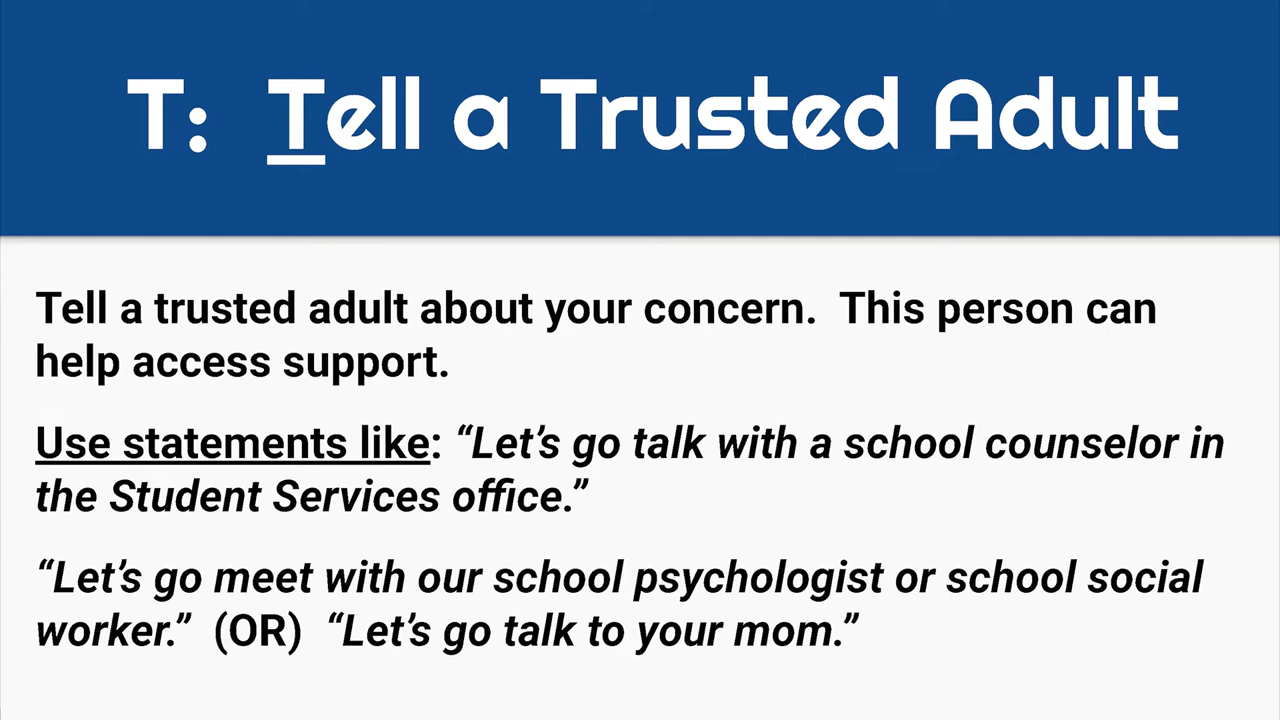 T:  Tell a Trusted Adult
Tell a trusted adult about your concern.  This person can
help access support.
Use statements like: “Let’s go talk with a school counselor in
the Student Services office.”
“Let’s go meet with our school psychologist or school social
worker.”  (OR)  “Let’s go talk to your mom.”